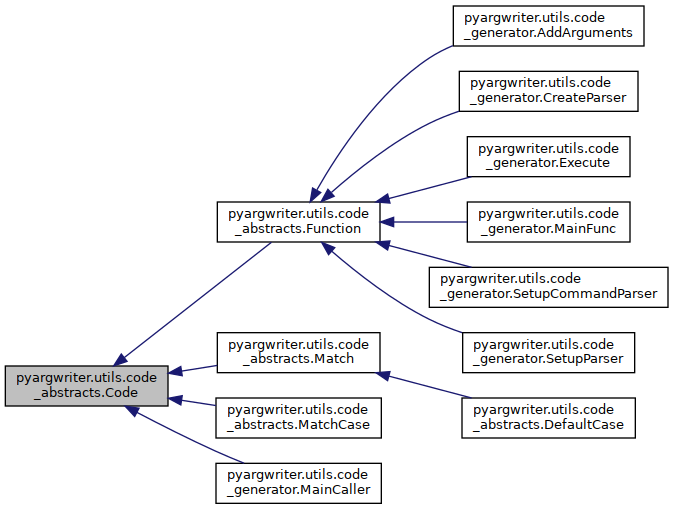 pyargwriter.utils.code
_generator.AddArguments
pyargwriter.utils.code
_generator.CreateParser
pyargwriter.utils.code
_generator.Execute
pyargwriter.utils.code
_abstracts.Function
pyargwriter.utils.code
_generator.MainFunc
pyargwriter.utils.code
_generator.SetupCommandParser
pyargwriter.utils.code
_abstracts.Match
pyargwriter.utils.code
_generator.SetupParser
pyargwriter.utils.code
_abstracts.Code
pyargwriter.utils.code
_abstracts.MatchCase
pyargwriter.utils.code
_abstracts.DefaultCase
pyargwriter.utils.code
_generator.MainCaller